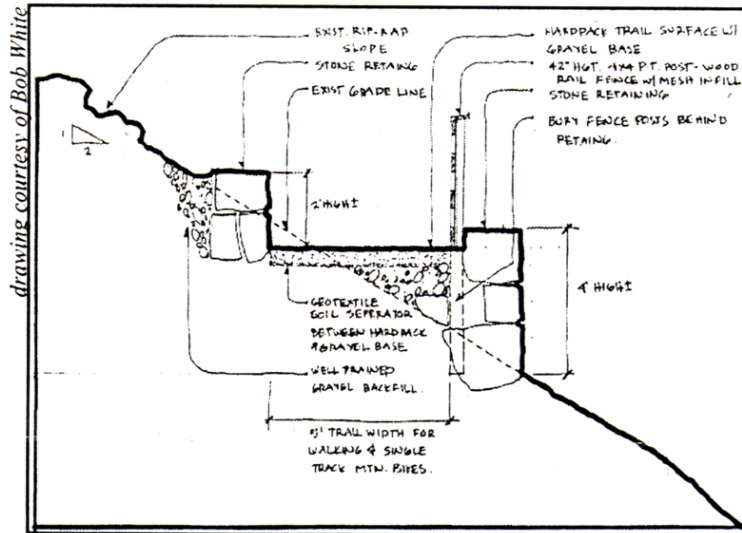 drawing courtesy of Bob White
EXIST. RIP-RAP
SLOPE
STONE RETAING
EXIST GRADE LINE
HARDPACK TRAIL SURFACE W/
GRAVEL BASE
42" HGT. 4X4 P.T. POST-WOOD
RAIL FENCE W/ MESH INFILL
STONE RETAINING
BURY FENCE POSTS BEHIND
RETAING.
1
2
2' HIGH±
4' HIGH±
GEOTEXTILE
SOIL SEPERATOR
BETWEEN HARDPACK
& GRAVEL BASE
WELL DRAINED
GRAVEL BACKFILL.
TRAIL WIDTH FOR
WALKING & SINGLE
TRACK MTN. BIKES.